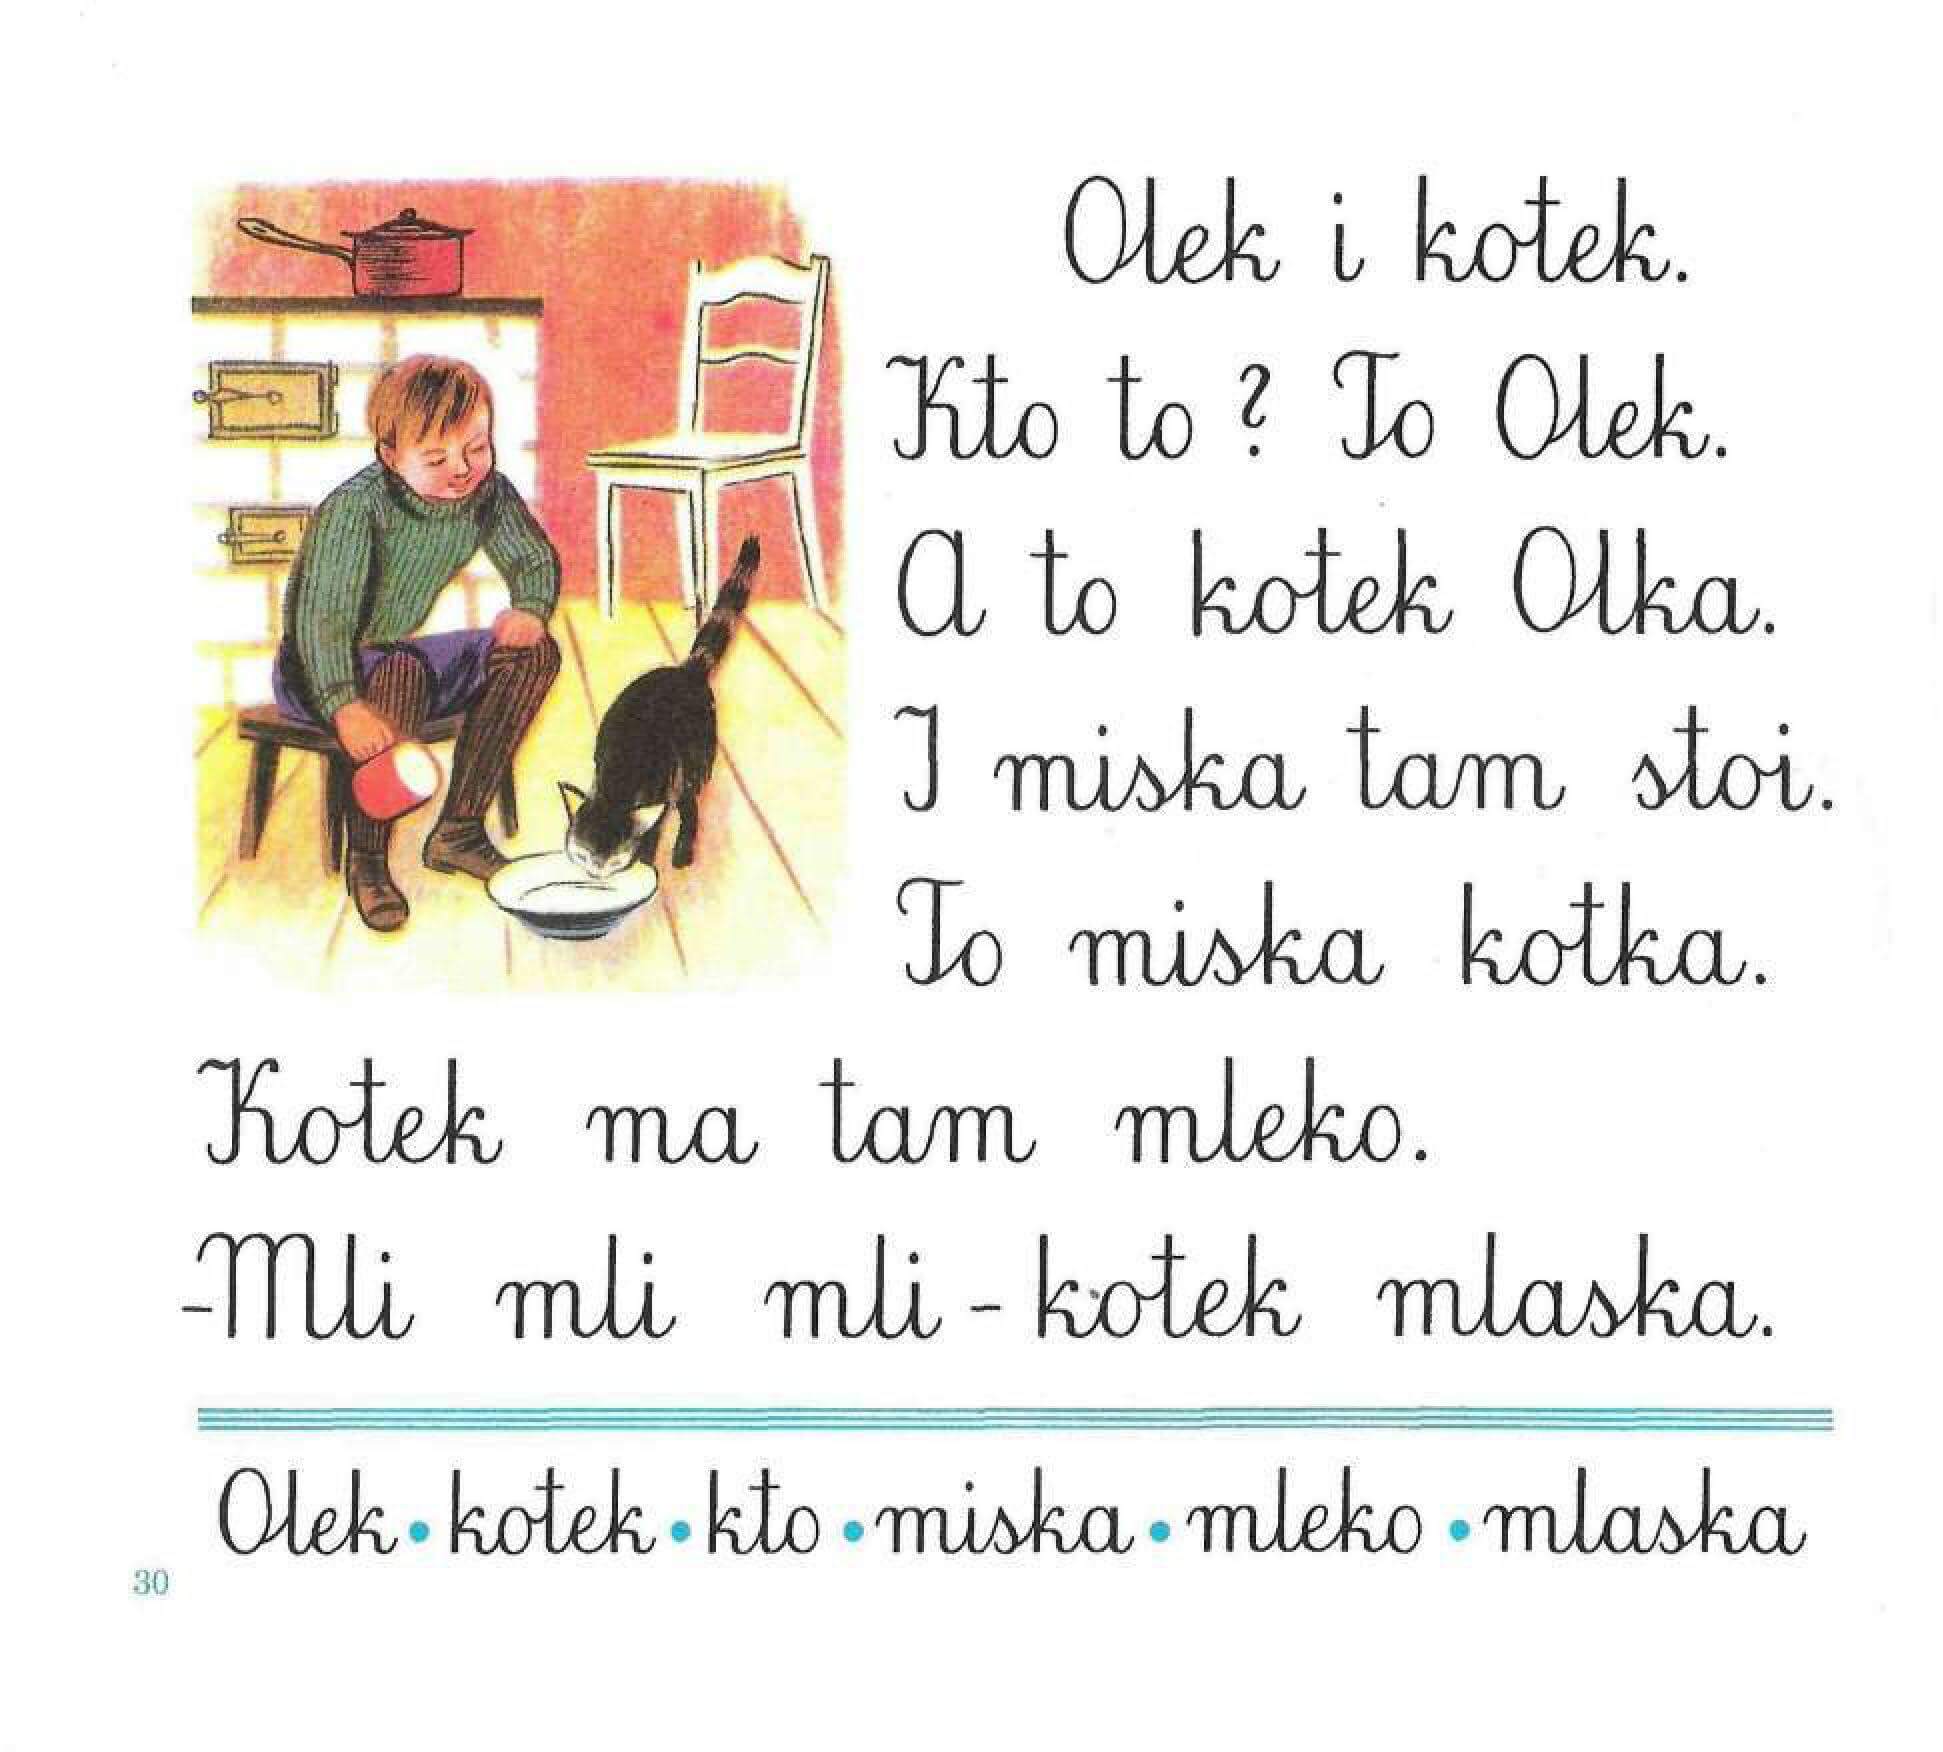 Olek i kotek.
Kto to? To Olek.
A to kotek Olka.
I miska tam stoi.
To miska kotka.
Kotek ma tam mleko.
-Mli mli mli - kotek mlaska.
Olek • kotek • kto • miska • mleko • mlaska
30